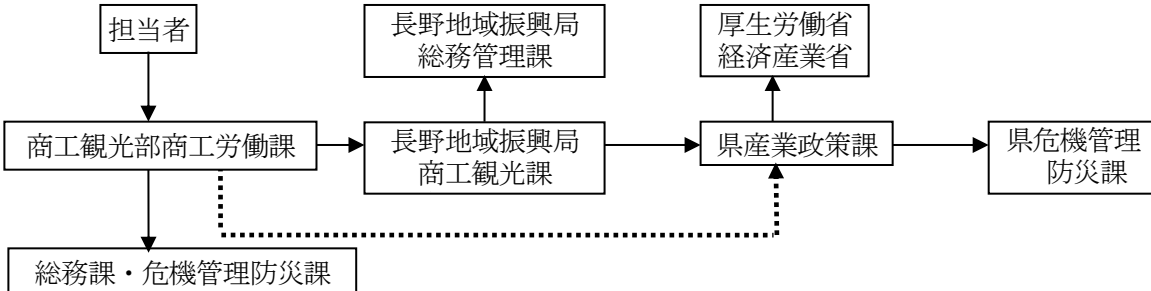 担当者
長野地域振興局
総務管理課
厚生労働省
経済産業省
商工観光部商工労働課
長野地域振興局
商工観光課
県産業政策課
県危機管理
防災課
総務課・危機管理防災課